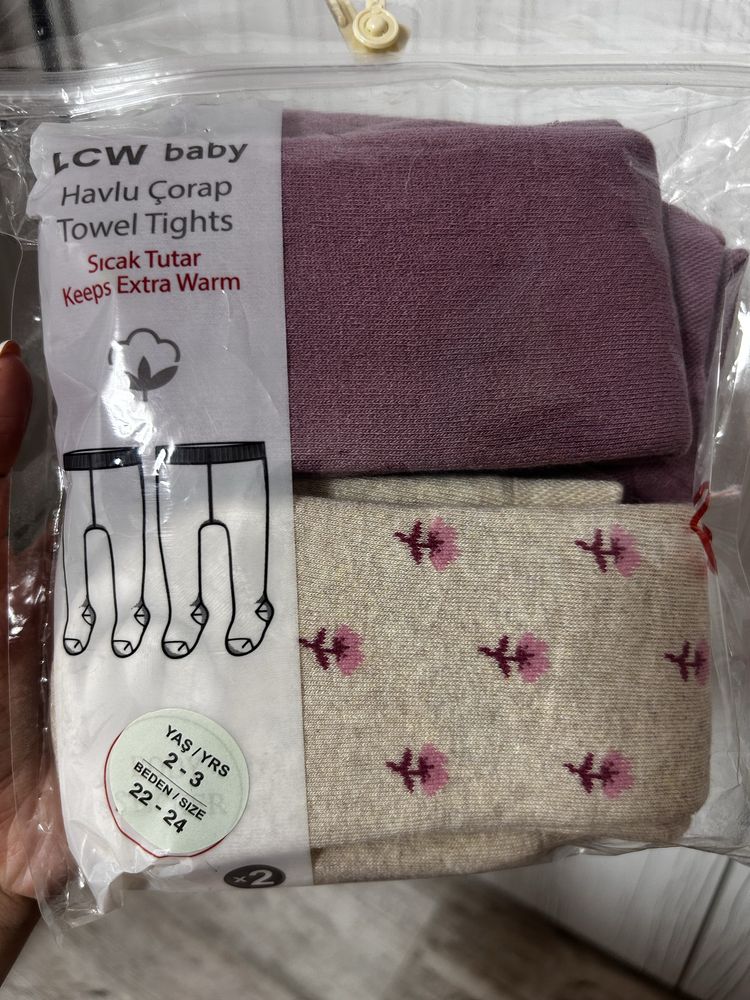 LCW baby
Havlu Çorap
Towel Tights
Sıcak Tutar
Keeps Extra Warm
YAŞ / YRS
2 - 3
BEDEN / SIZE
22 - 24
x2